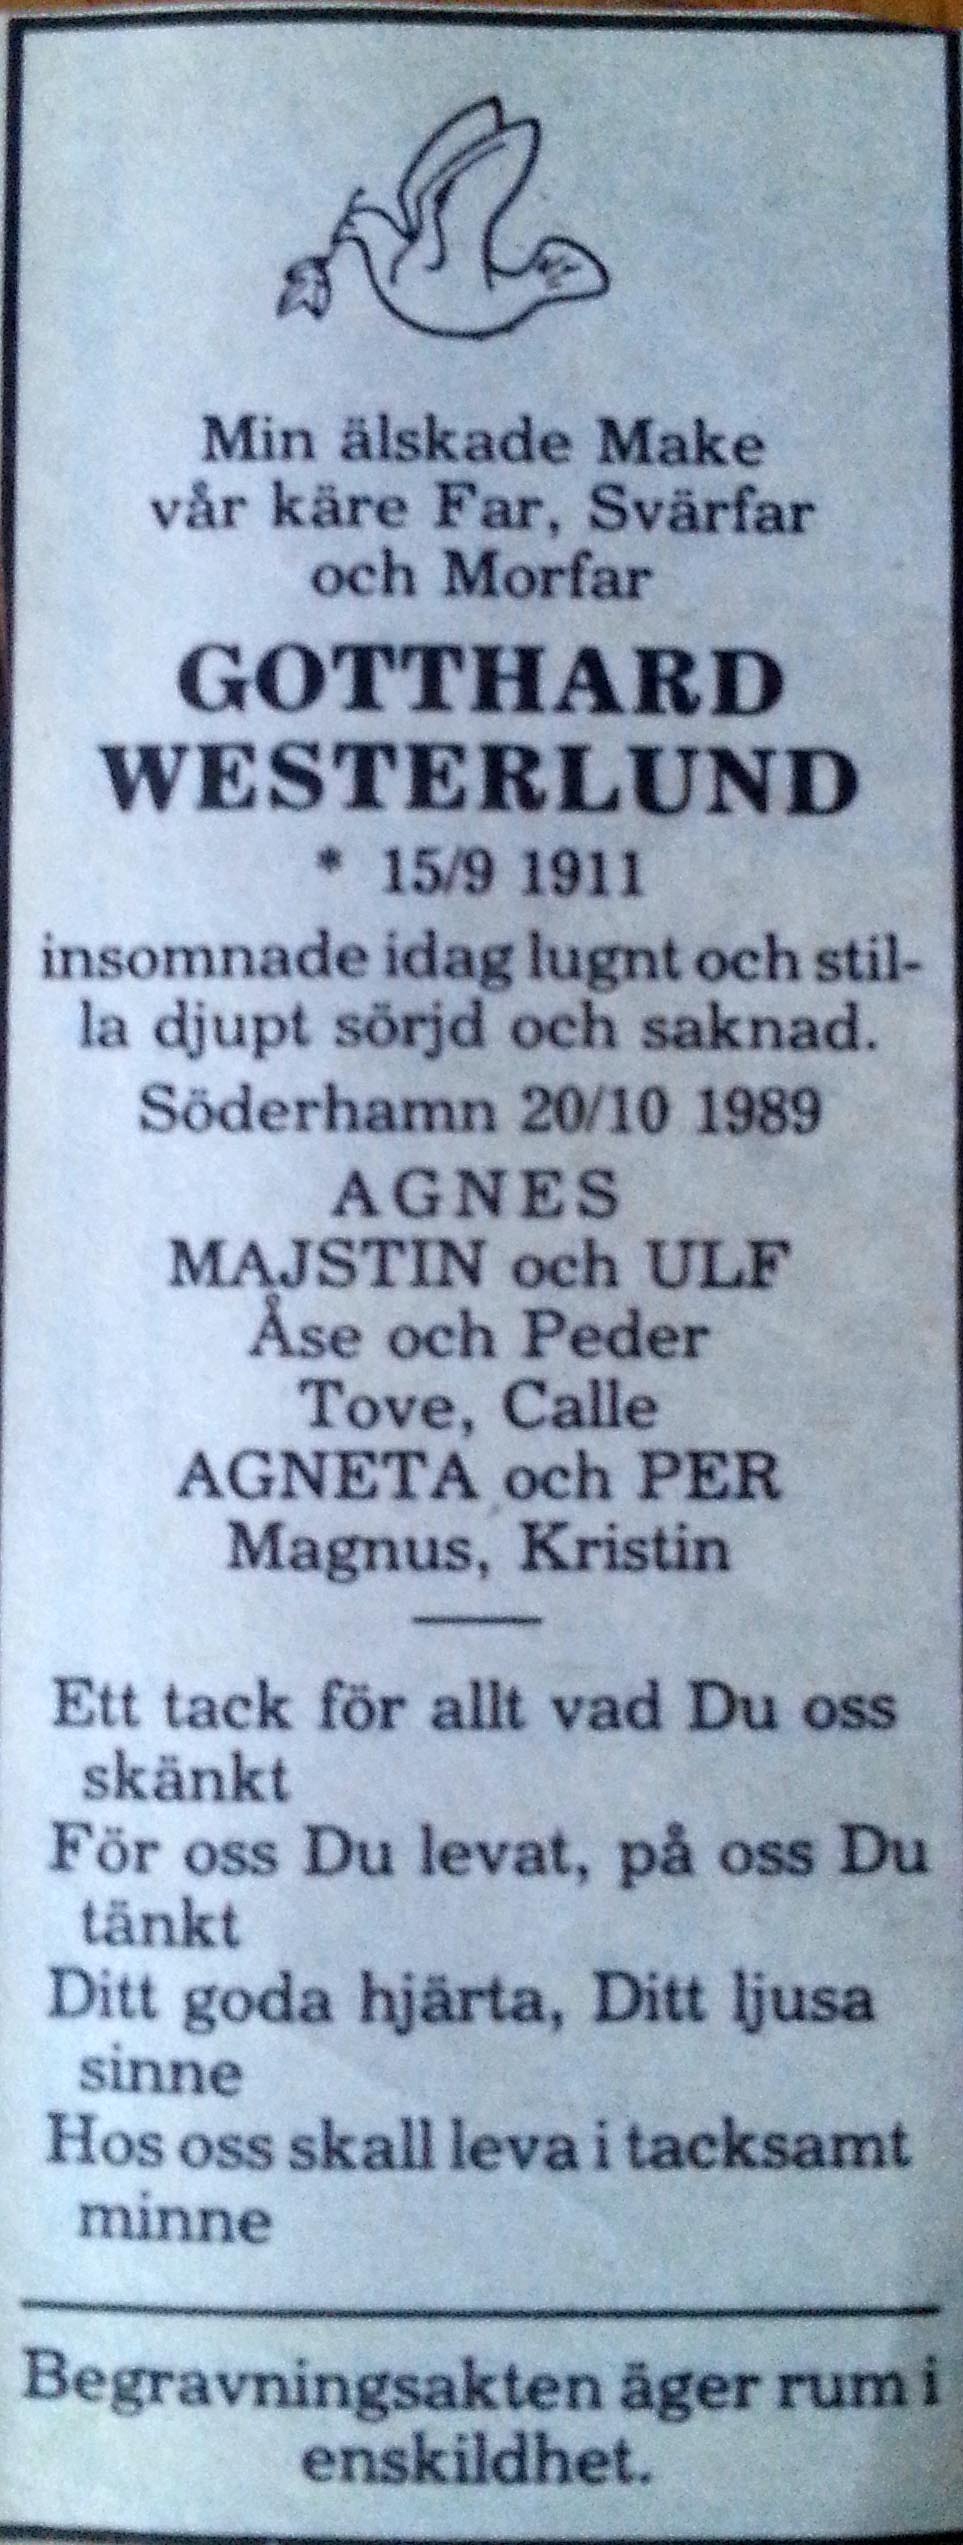 Min älskade Make
vår käre Far, Svärfar
och Morfar
GOTTHARD
WESTERLUND
* 15/9 1911
insomnade idag lugnt och stil-
la djupt sörjd och saknad.
Söderhamn 20/10 1989
AGNES
MAJSTIN och ULF
Åse och Peder
Tove, Calle
AGNETA och PER
Magnus, Kristin
Ett tack för allt vad Du oss
skänkt
För oss Du levat, på oss Du
tänkt
Ditt goda hjärta, Ditt ljusa
sinne
Hos oss skall leva i tacksamt
minne
Begravningsakten äger rum i
enskildhet.